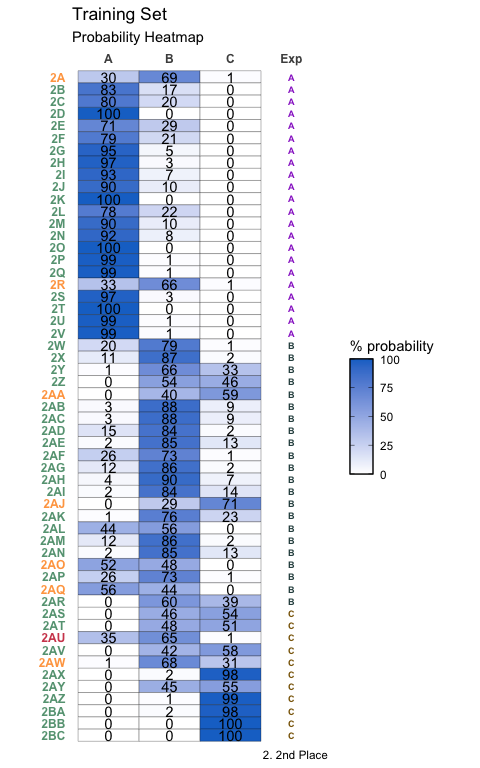 Training Set
Probability Heatmap
A B C Exp
2A 30 69 1 A
2B 83 17 0 A
2C 80 20 0 A
2D 100 0 0 A
2E 71 29 0 A
2F 79 21 0 A
2G 95 5 0 A
2H 97 3 0 A
2I 93 7 0 A
2J 90 10 0 A
2K 100 0 0 A
2L 78 22 0 A
2M 90 10 0 A
2N 92 8 0 A
2O 100 0 0 A
2P 99 1 0 A
2Q 99 1 0 A
2R 33 66 1 A
2S 97 3 0 A
2T 100 0 0 A
2U 99 1 0 A
2V 99 1 0 A
2W 20 79 1 B
2X 11 87 2 B
2Y 1 66 33 B
2Z 0 54 46 B
2AA 0 40 59 B
2AB 3 88 9 B
2AC 3 88 9 B
2AD 15 84 2 B
2AE 2 85 13 B
2AF 26 73 1 B
2AG 12 86 2 B
2AH 4 90 7 B
2AI 2 84 14 B
2AJ 0 29 71 B
2AK 1 76 23 B
2AL 44 56 0 B
2AM 12 86 2 B
2AN 2 85 13 B
2AO 52 48 0 B
2AP 26 73 1 B
2AQ 56 44 0 B
2AR 0 60 39 B
2AS 0 46 54 C
2AT 0 48 51 C
2AU 35 65 1 C
2AV 0 42 58 C
2AW 1 68 31 C
2AX 0 2 98 C
2AY 0 45 55 C
2AZ 0 1 99 C
2BA 0 2 98 C
2BB 0 0 100 C
2BC 0 0 100 C
% probability
100
75
50
25
0
2. 2nd Place